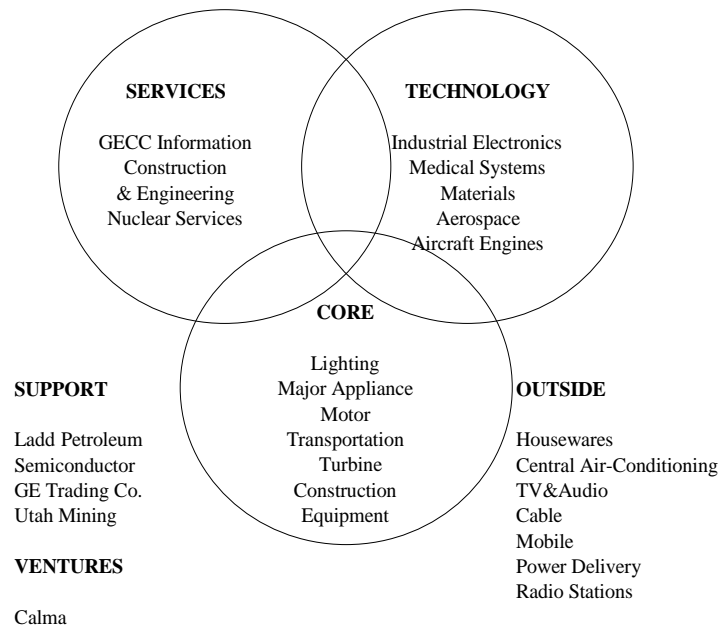 SERVICES
GECC Information
Construction
& Engineering
Nuclear Services
TECHNOLOGY
Industrial Electronics
Medical Systems
Materials
Aerospace
Aircraft Engines
CORE
Lighting
Major Appliance
Motor
Transportation
Turbine
Construction
Equipment
SUPPORT
Ladd Petroleum
Semiconductor
GE Trading Co.
Utah Mining
VENTURES
Calma
OUTSIDE
Housewares
Central Air-Conditioning
TV&Audio
Cable
Mobile
Power Delivery
Radio Stations